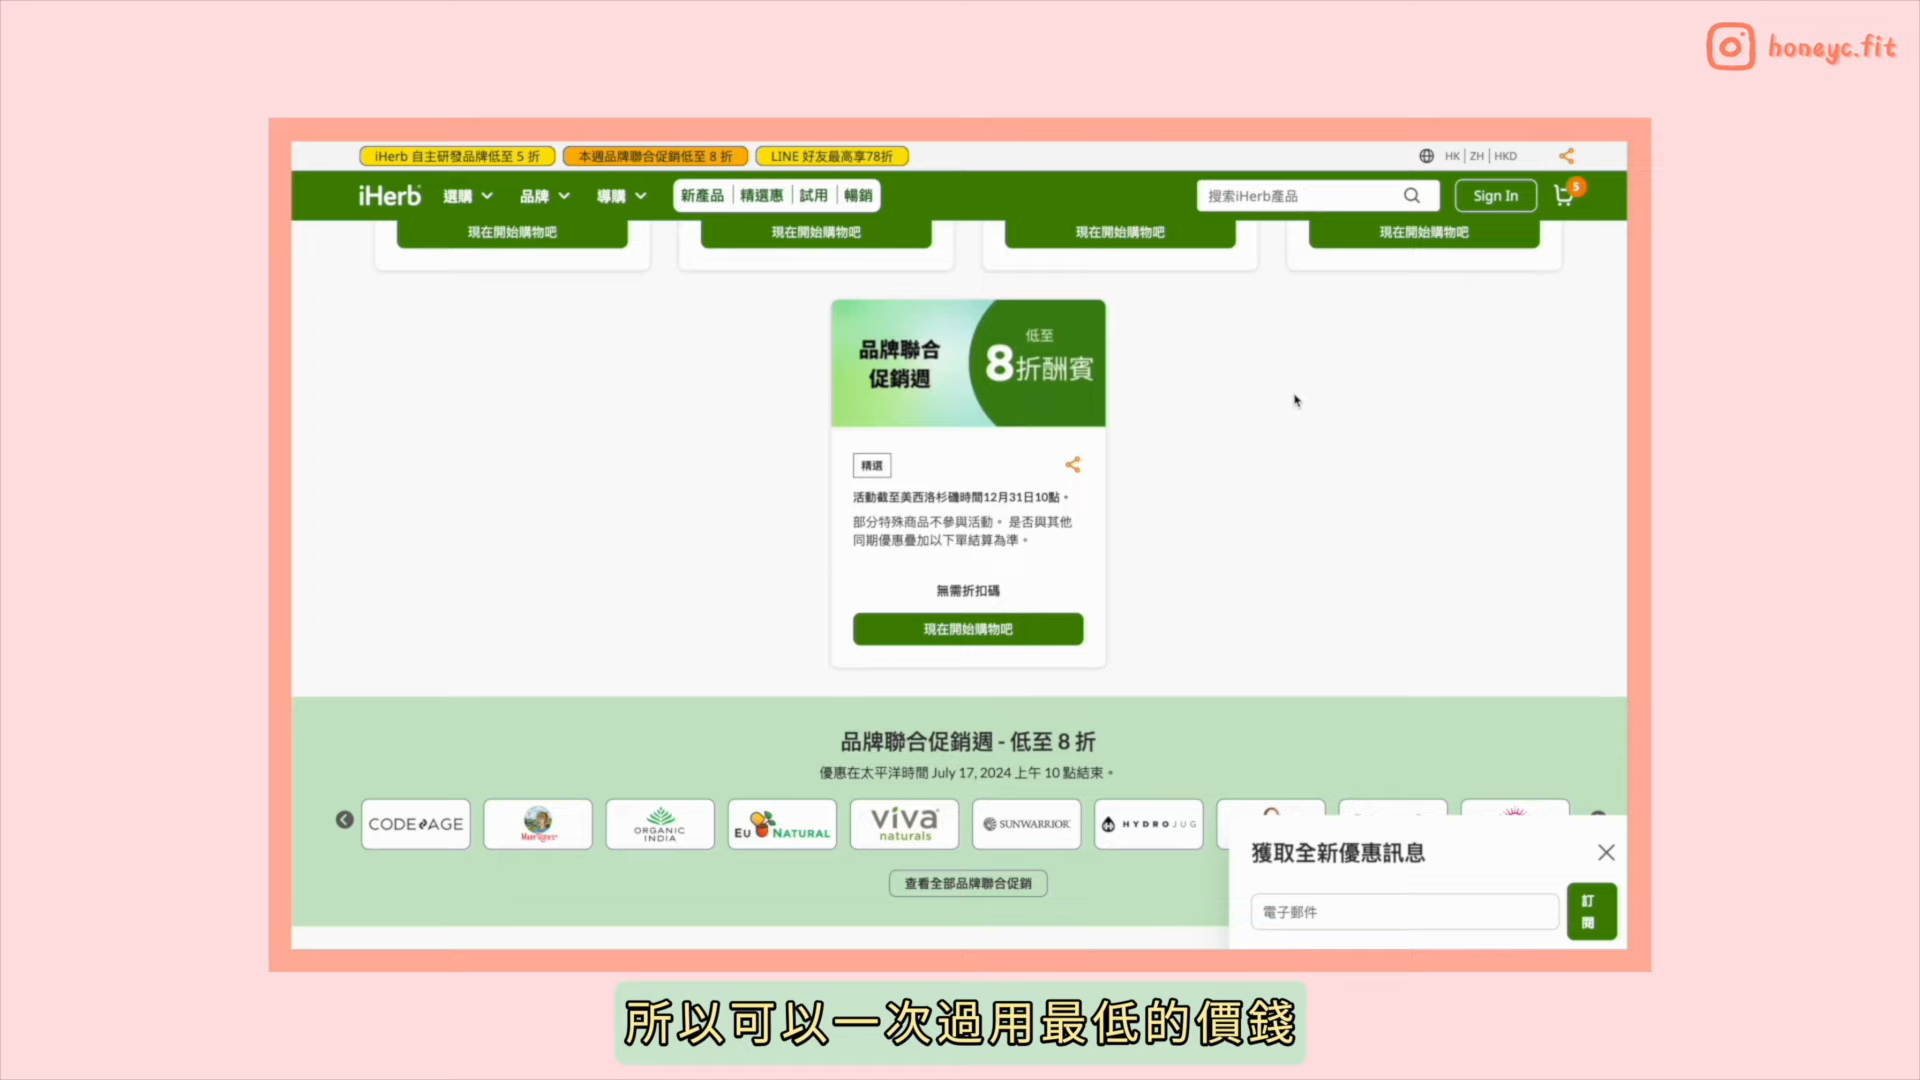 honeyc.fit
iHerb 自主研發品牌低至 5 折
本週品牌聯合促銷低至 8 折
LINE 好友最高享78折
HK | ZH | HKD
iHerb
選購
品牌
導購
新產品 | 精選惠 | 試用 | 暢銷
搜索iHerb產品
Sign In
5
現在開始購物吧
現在開始購物吧
現在開始購物吧
現在開始購物吧
品牌聯合
促銷週
低至
8折酬賓
精選
活動截至美西洛杉磯時間12月31日10點。
部分特殊商品不參與活動。 是否與其他
同期優惠疊加以下單結算為準。
無需折扣碼
現在開始購物吧
品牌聯合促銷週 - 低至 8 折
優惠在太平洋時間 July 17, 2024 上午 10 點結束。
CODEAGE
ORGANIC
INDIA
EU NATURAL
viva
naturals
SUNWARRIOR
HYDROJUG
查看全部品牌聯合促銷
獲取全新優惠訊息
電子郵件
訂
閱
所以可以一次過用最低的價錢